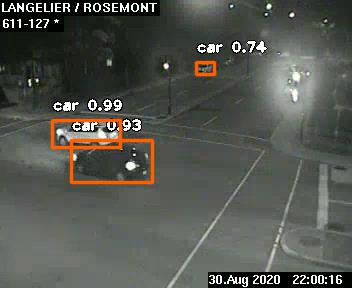 LANGELIER / ROSEMONT
611-127 *
car 0.74
car 0.99
car 0.93
30.Aug 2020 22:00:16